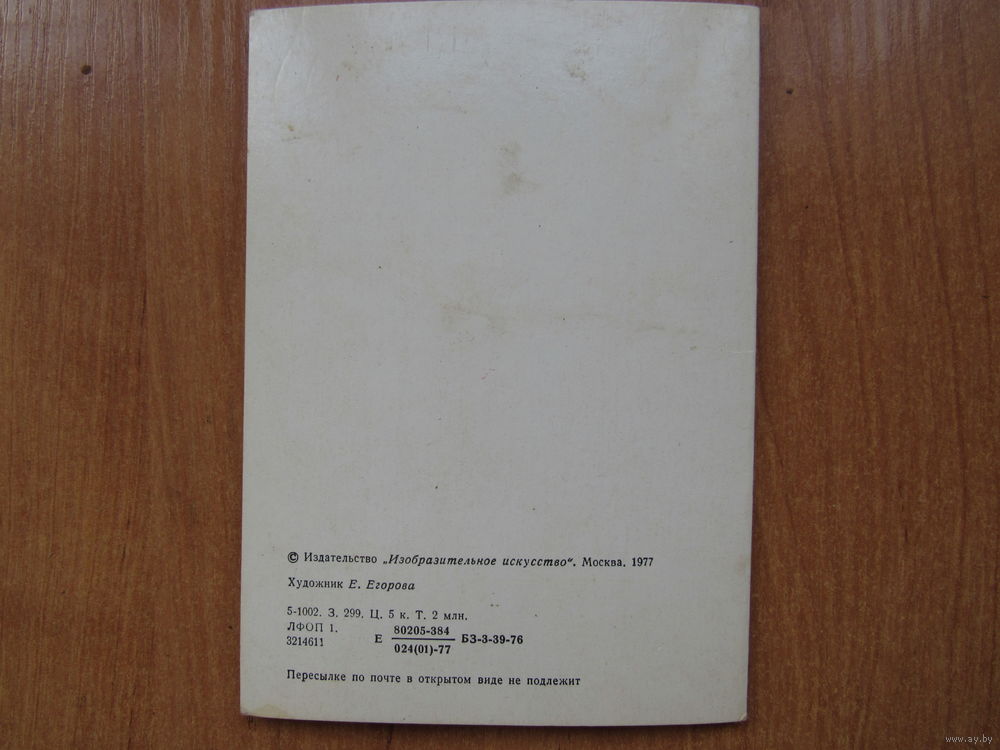 © Издательство „Изобразительное искусство“. Москва. 1977
Художник Е. Егорова
5-1002. З. 299. Ц. 5 к. Т. 2 млн.
ЛФОП 1.
3214611
Е 80205-384 БЗ-3-39-76
024(01)-77
Пересылке по почте в открытом виде не подлежит
www.ay.by